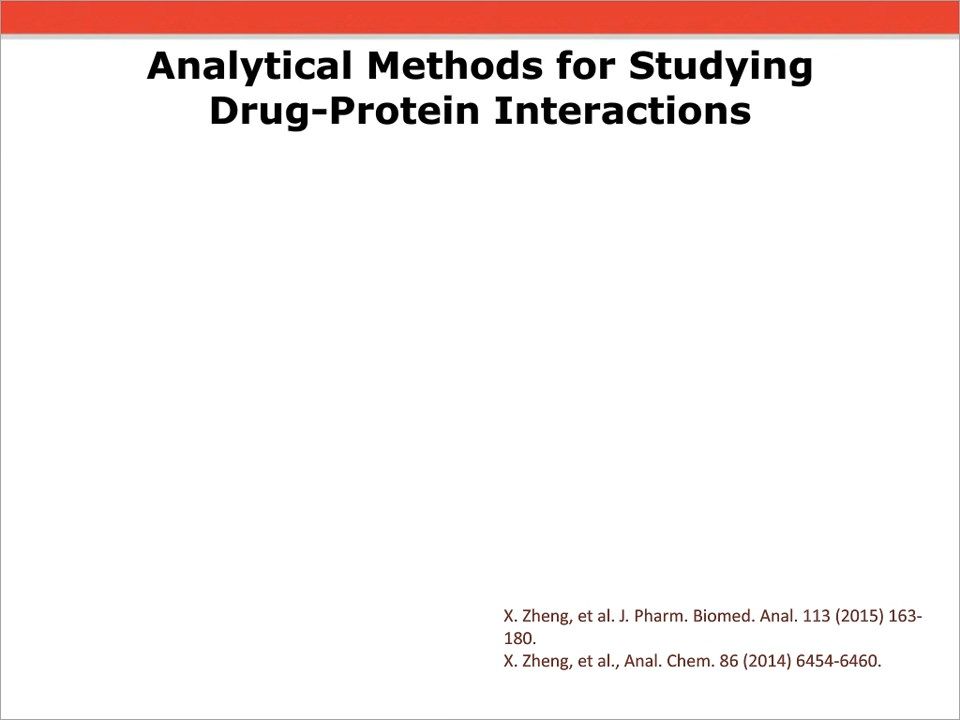 Analytical Methods for Studying
Drug-Protein Interactions
X. Zheng, et al. J. Pharm. Biomed. Anal. 113 (2015) 163-
180.
X. Zheng, et al., Anal. Chem. 86 (2014) 6454-6460.